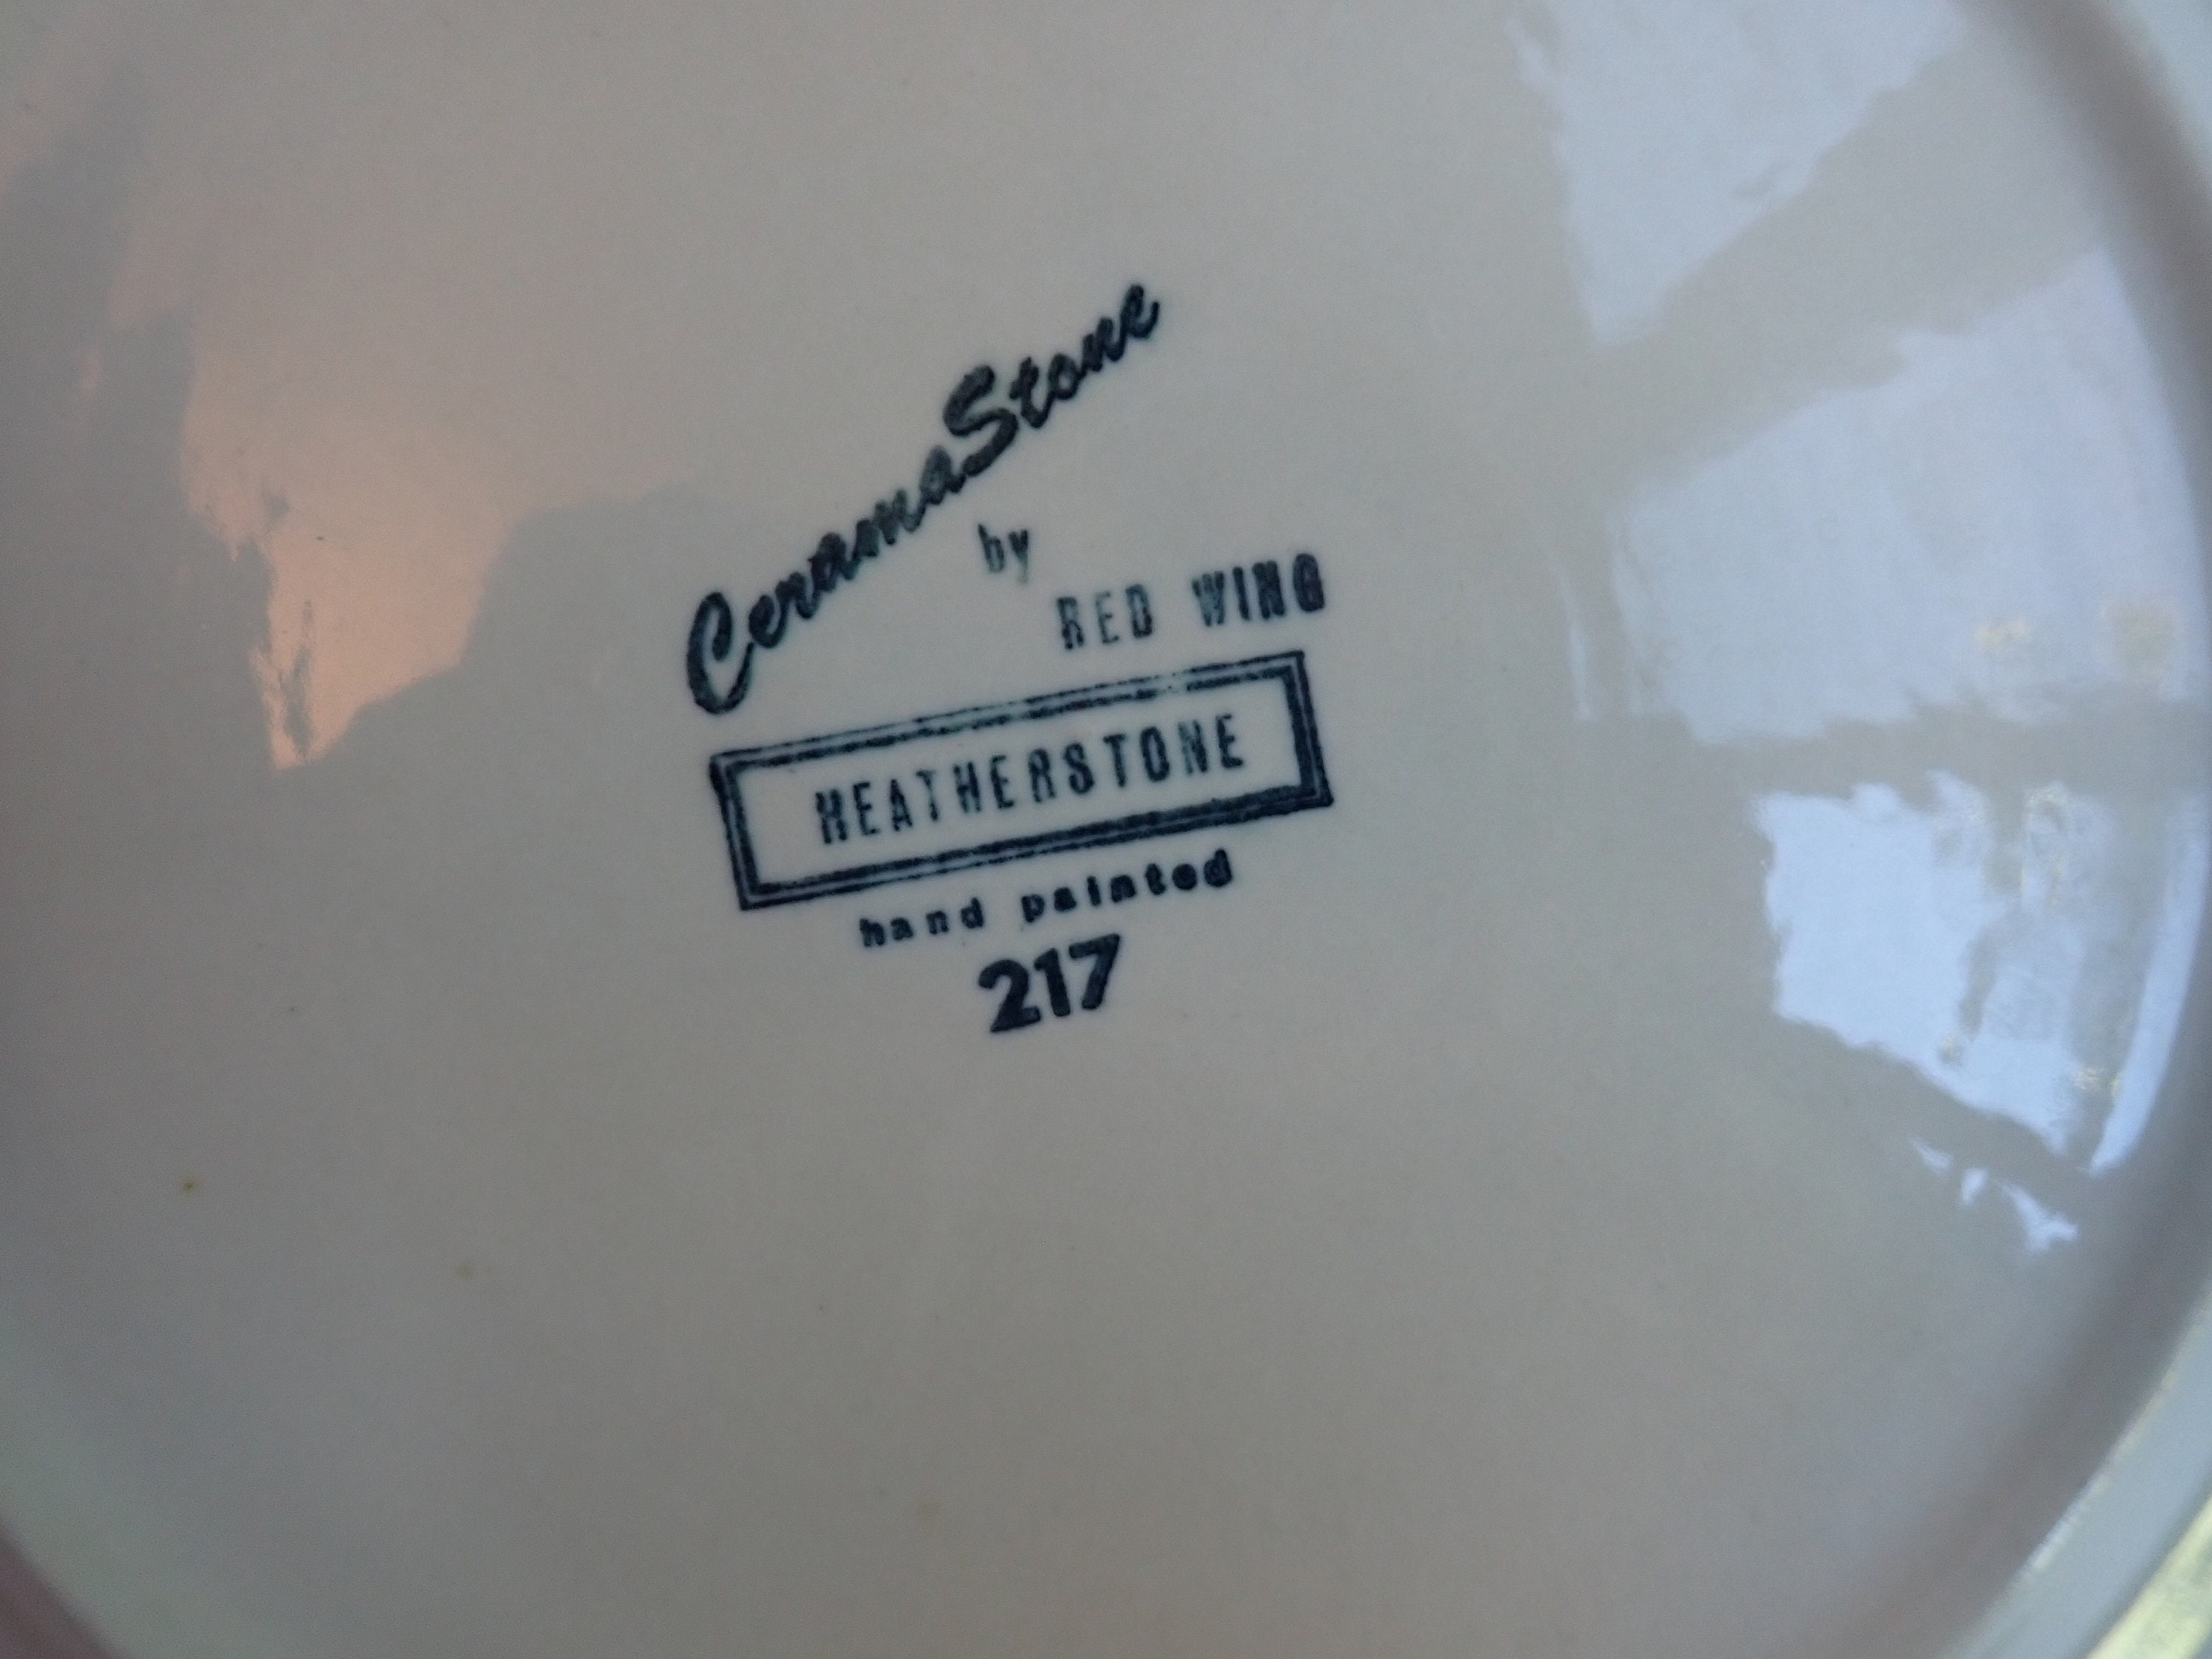 CeramaStone
by
RED WING
HEATHERSTONE
hand painted
217